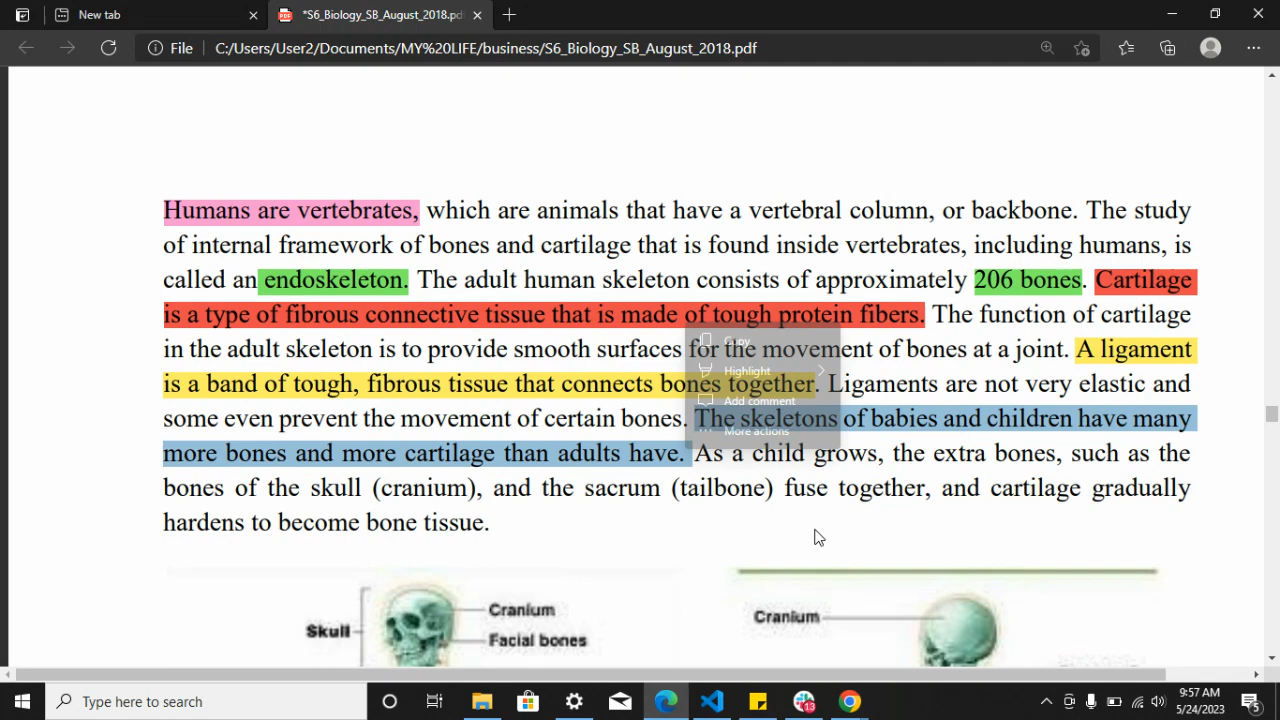 New tab
*S6_Biology_SB_August_2018.pd
File
C:/Users/User2/Documents/MY%20LIFE/business/S6_Biology_SB_August_2018.pdf
Humans are vertebrates, which are animals that have a vertebral column, or backbone. The study
of internal framework of bones and cartilage that is found inside vertebrates, including humans, is
called an endoskeleton. The adult human skeleton consists of approximately 206 bones. Cartilage
is a type of fibrous connective tissue that is made of tough protein fibers. The function of cartilage
in the adult skeleton is to provide smooth surfaces for the movement of bones at a joint. A ligament
is a band of tough, fibrous tissue that connects bones together. Ligaments are not very elastic and
some even prevent the movement of certain bones. The skeletons of babies and children have many
more bones and more cartilage than adults have. As a child grows, the extra bones, such as the
bones of the skull (cranium), and the sacrum (tailbone) fuse together, and cartilage gradually
hardens to become bone tissue.
Copy
Highlight
Add comment
More actions
Cranium
Skull
Facial bones
Cranium
Type here to search
13
9:57 AM
5/24/2023
5